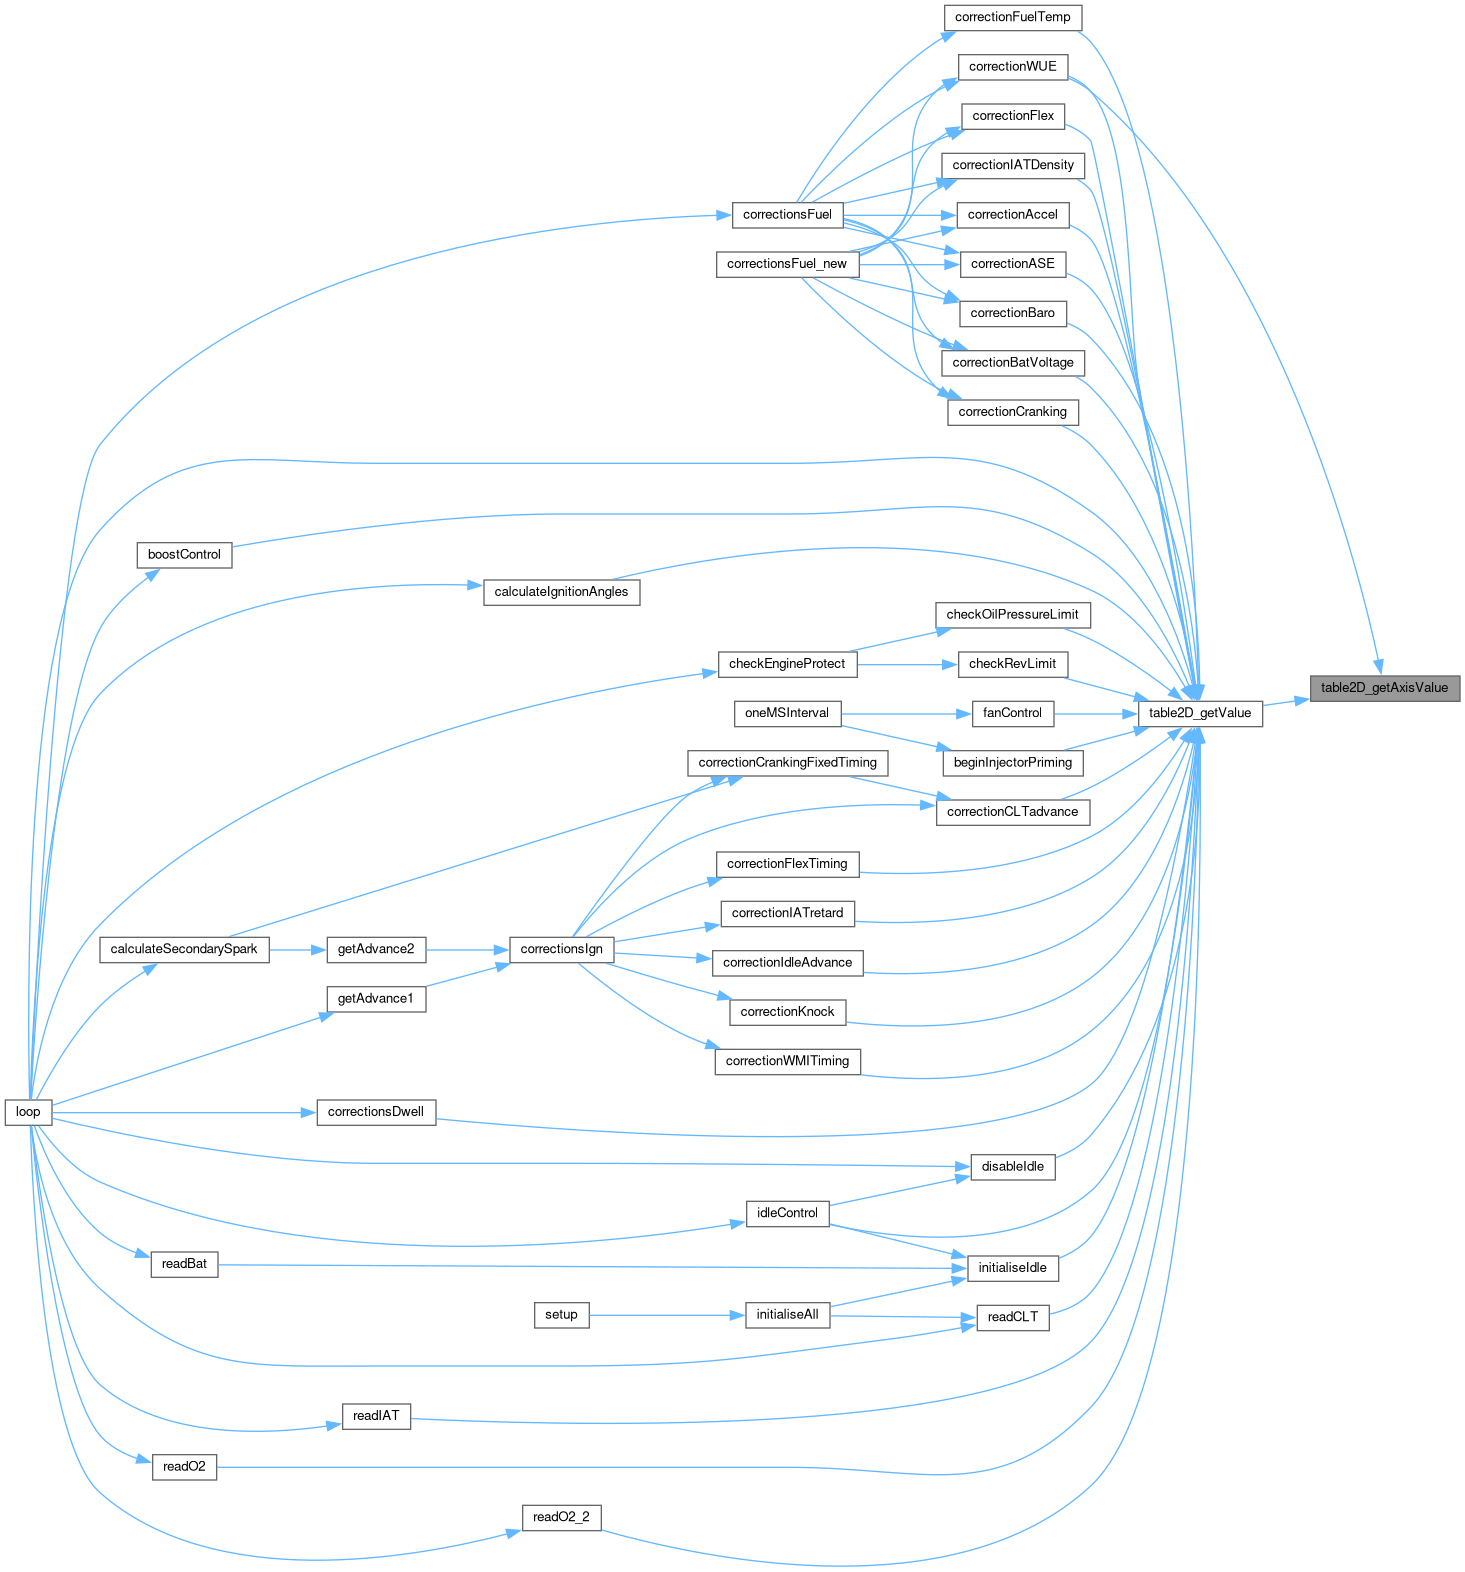 correctionFuelTemp
correctionWUE
correctionFlex
correctionIATDensity
correctionsFuel
correctionAccel
correctionsFuel_new
correctionASE
correctionBaro
correctionBatVoltage
correctionCranking
boostControl
calculateIgnitionAngles
checkOilPressureLimit
checkEngineProtect
checkRevLimit
table2D_getAxisValue
oneMSInterval
fanControl
table2D_getValue
correctionCrankingFixedTiming
beginInjectorPriming
correctionCLTadvance
correctionFlexTiming
correctionIATretard
calculateSecondarySpark
getAdvance2
correctionsIgn
correctionIdleAdvance
getAdvance1
correctionKnock
correctionWMITiming
loop
correctionsDwell
disableIdle
idleControl
readBat
initialiseIdle
setup
initialiseAll
readCLT
readIAT
readO2
readO2_2